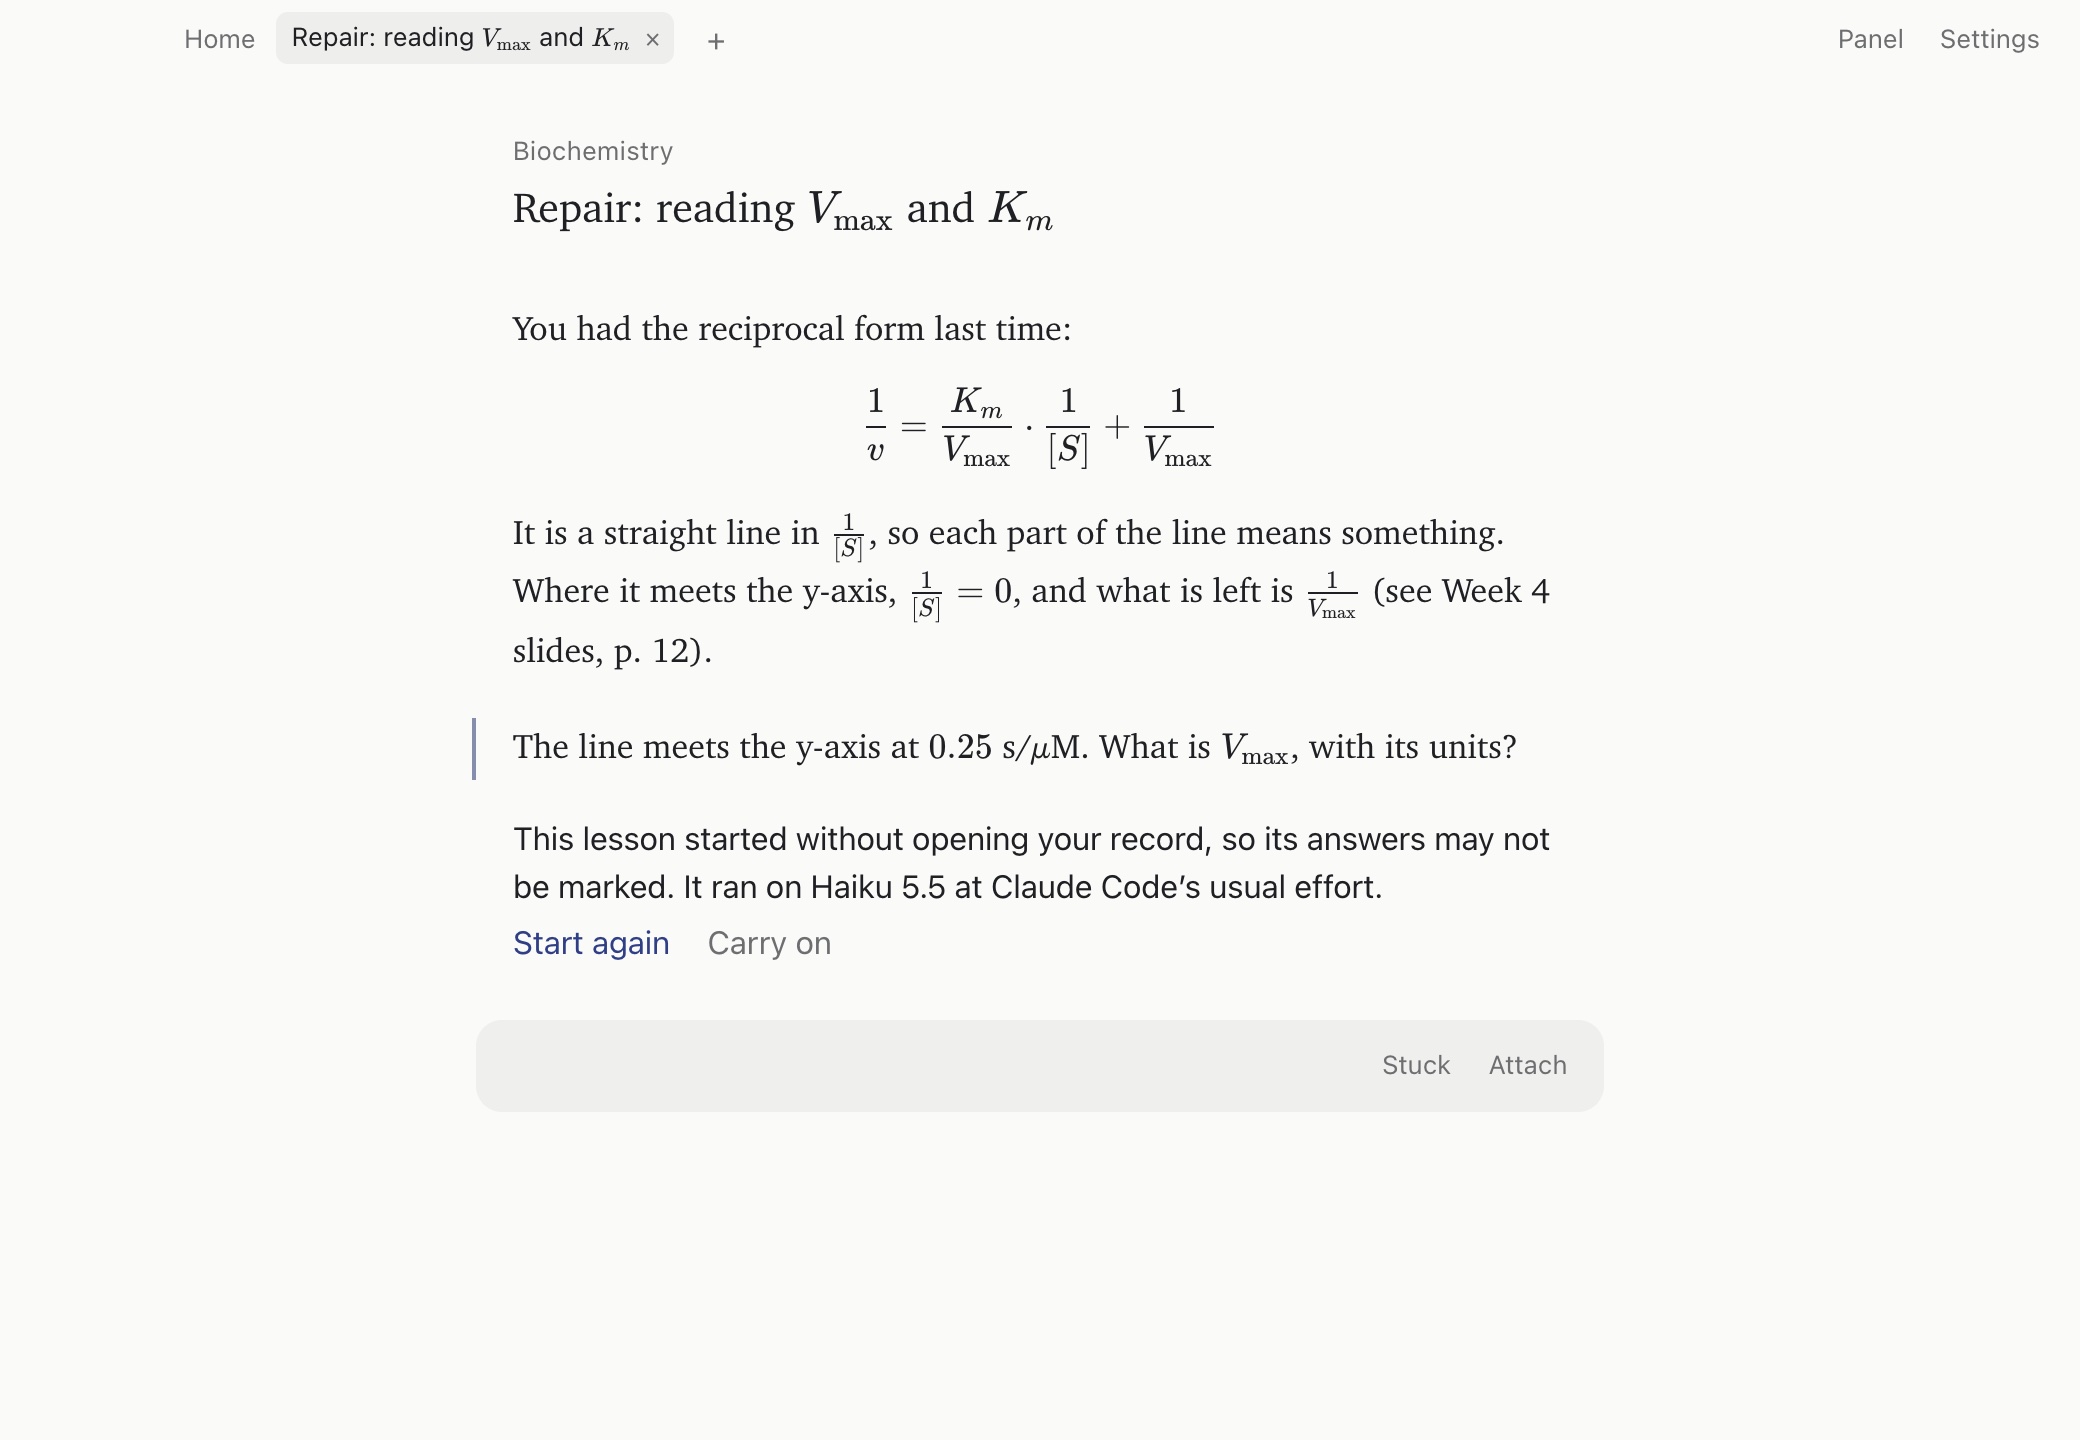 Home Repair: reading Vmax and Km × + Panel Settings
Biochemistry
Repair: reading Vmax and Km
You had the reciprocal form last time:
1/v = Km/Vmax · 1/[S] + 1/Vmax
It is a straight line in 1/[S], so each part of the line means something.
Where it meets the y-axis, 1/[S] = 0, and what is left is 1/Vmax (see Week 4
slides, p. 12).
The line meets the y-axis at 0.25 s/μM. What is Vmax, with its units?
This lesson started without opening your record, so its answers may not
be marked. It ran on Haiku 5.5 at Claude Code’s usual effort.
Start again Carry on
Stuck Attach